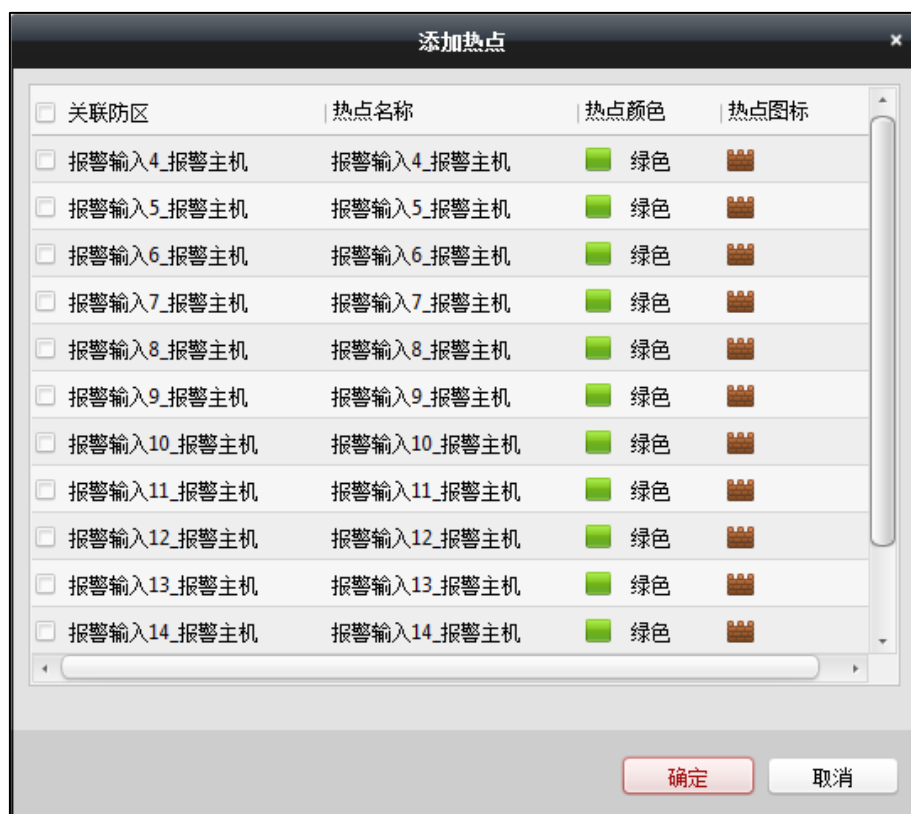 添加热点
关联防区 热点名称 热点颜色 热点图标
报警输入4_报警主机 报警输入4_报警主机 绿色
报警输入5_报警主机 报警输入5_报警主机 绿色
报警输入6_报警主机 报警输入6_报警主机 绿色
报警输入7_报警主机 报警输入7_报警主机 绿色
报警输入8_报警主机 报警输入8_报警主机 绿色
报警输入9_报警主机 报警输入9_报警主机 绿色
报警输入10_报警主机 报警输入10_报警主机 绿色
报警输入11_报警主机 报警输入11_报警主机 绿色
报警输入12_报警主机 报警输入12_报警主机 绿色
报警输入13_报警主机 报警输入13_报警主机 绿色
报警输入14_报警主机 报警输入14_报警主机 绿色
确定 取消